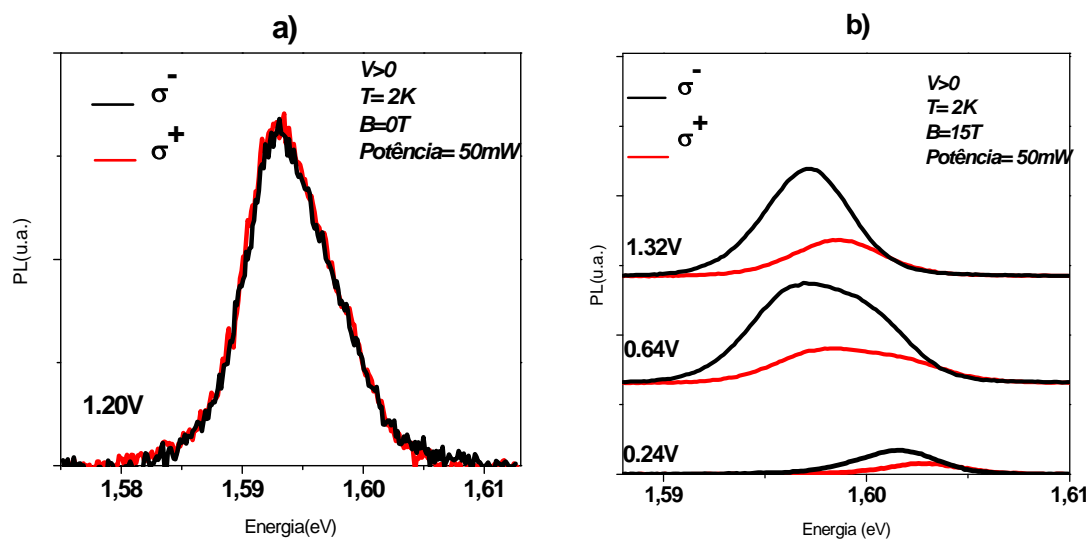 a)
σ-
σ+
V>0
T= 2K
B=0T
Potência= 50mW
PL(u.a.)
1.20V
1,58
1,59
1,60
1,61
Energia(eV)
b)
σ-
σ+
V>0
T= 2K
B=15T
Potência= 50mW
PL(u.a.)
1.32V
0.64V
0.24V
1,59
1,60
1,61
Energia (eV)